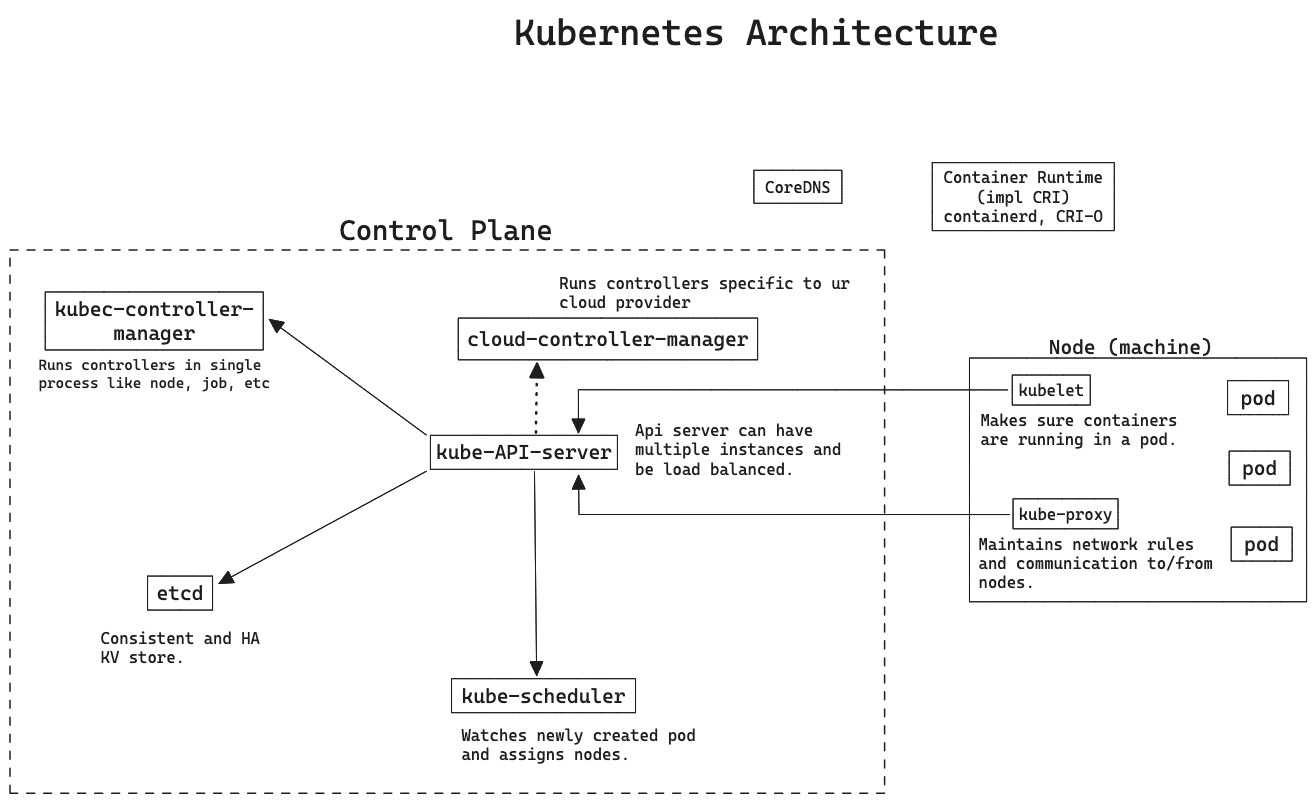 Kubernetes Architecture
CoreDNS
Container Runtime
(impl CRI)
containerd, CRI-O
Control Plane
kubec-controller-
manager
Runs controllers in single
process like node, job, etc
Runs controllers specific to ur
cloud provider
cloud-controller-manager
kube-API-server
Api server can have
multiple instances and
be load balanced.
etcd
Consistent and HA
KV store.
kube-scheduler
Watches newly created pod
and assigns nodes.
Node (machine)
kubelet
Makes sure containers
are running in a pod.
pod
pod
kube-proxy
Maintains network rules
and communication to/from
nodes.
pod